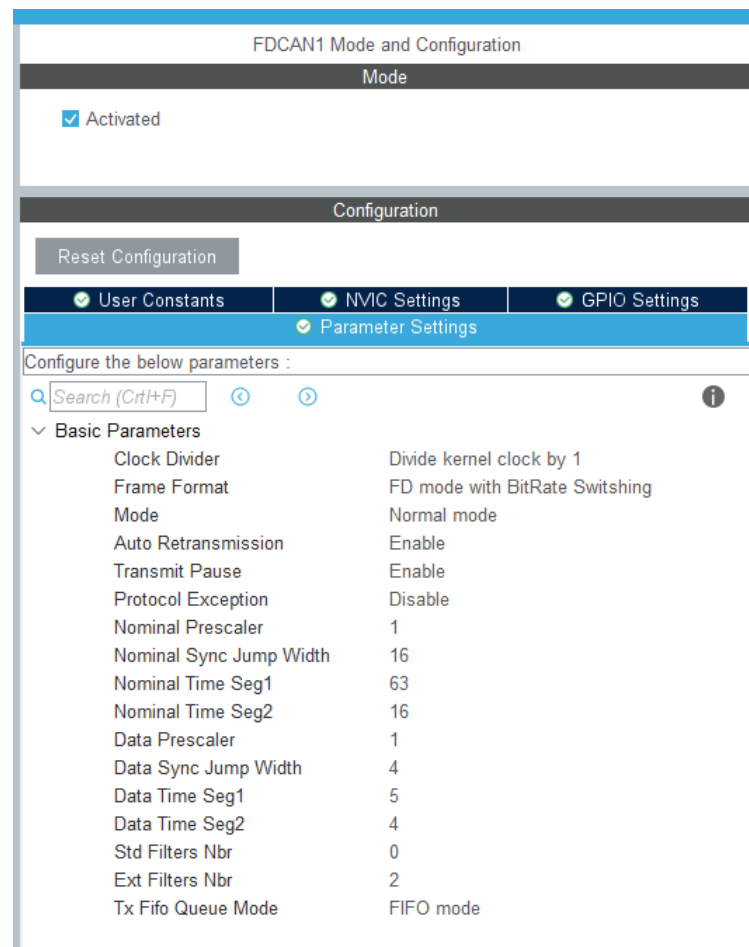 FDCAN1 Mode and Configuration
Mode
Activated
Configuration
Reset Configuration
User Constants NVIC Settings GPIO Settings
Parameter Settings
Configure the below parameters :
Search (Crtl+F)
Basic Parameters
Clock Divider Divide kernel clock by 1
Frame Format FD mode with BitRate Switshing
Mode Normal mode
Auto Retransmission Enable
Transmit Pause Enable
Protocol Exception Disable
Nominal Prescaler 1
Nominal Sync Jump Width 16
Nominal Time Seg1 63
Nominal Time Seg2 16
Data Prescaler 1
Data Sync Jump Width 4
Data Time Seg1 5
Data Time Seg2 4
Std Filters Nbr 0
Ext Filters Nbr 2
Tx Fifo Queue Mode FIFO mode